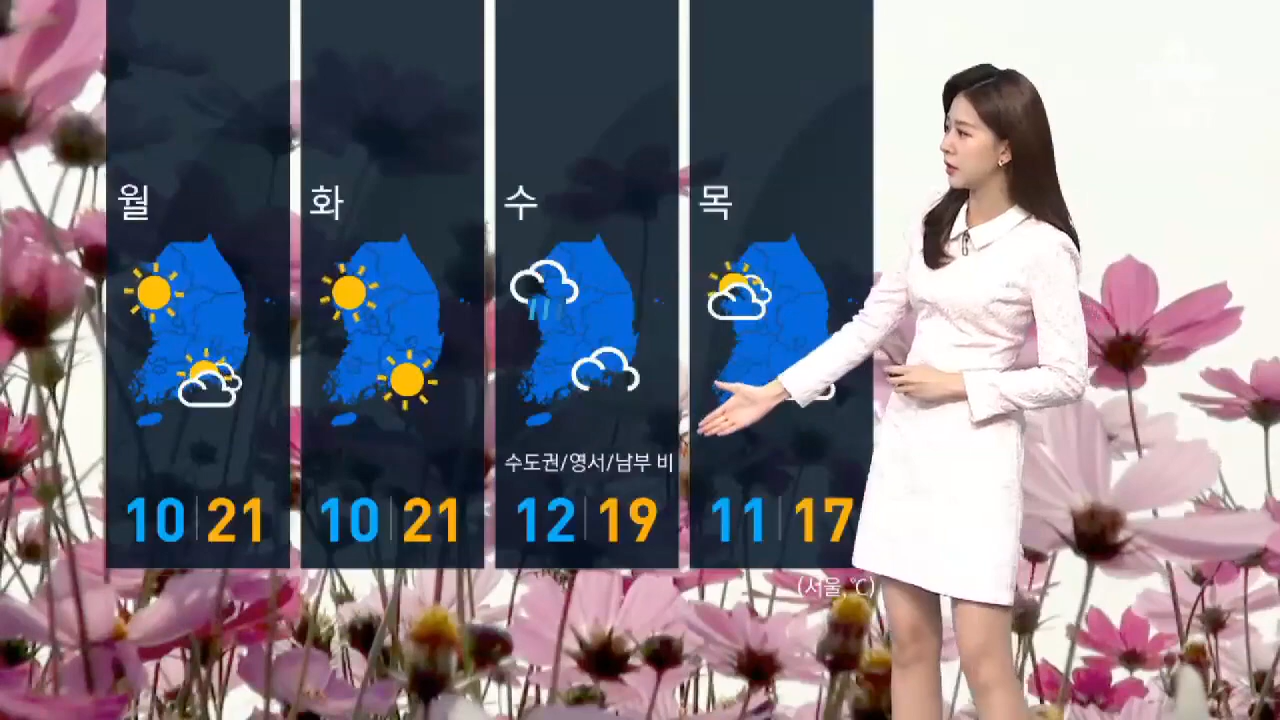 월 화 수 목
수도권/영서/남부 비
10 21 10 21 12 19 11 17
(서울, ℃)